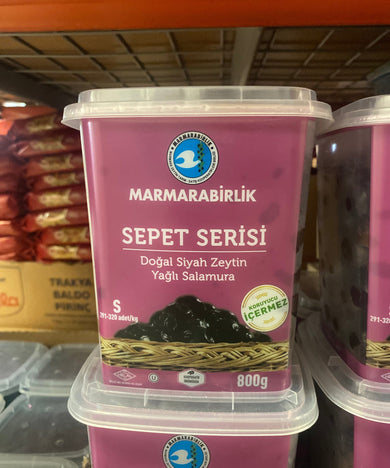 MARMARABİRLİK
MARMARABİRLİK
SEPET SERİSİ
Doğal Siyah Zeytin
Yağlı Salamura
S
291-320 adet/kg
KORUYUCU
İÇERMEZ
800g
TRAKYA
BALDO
PİRİNÇ
S
291-32
MARMARABİRLİK